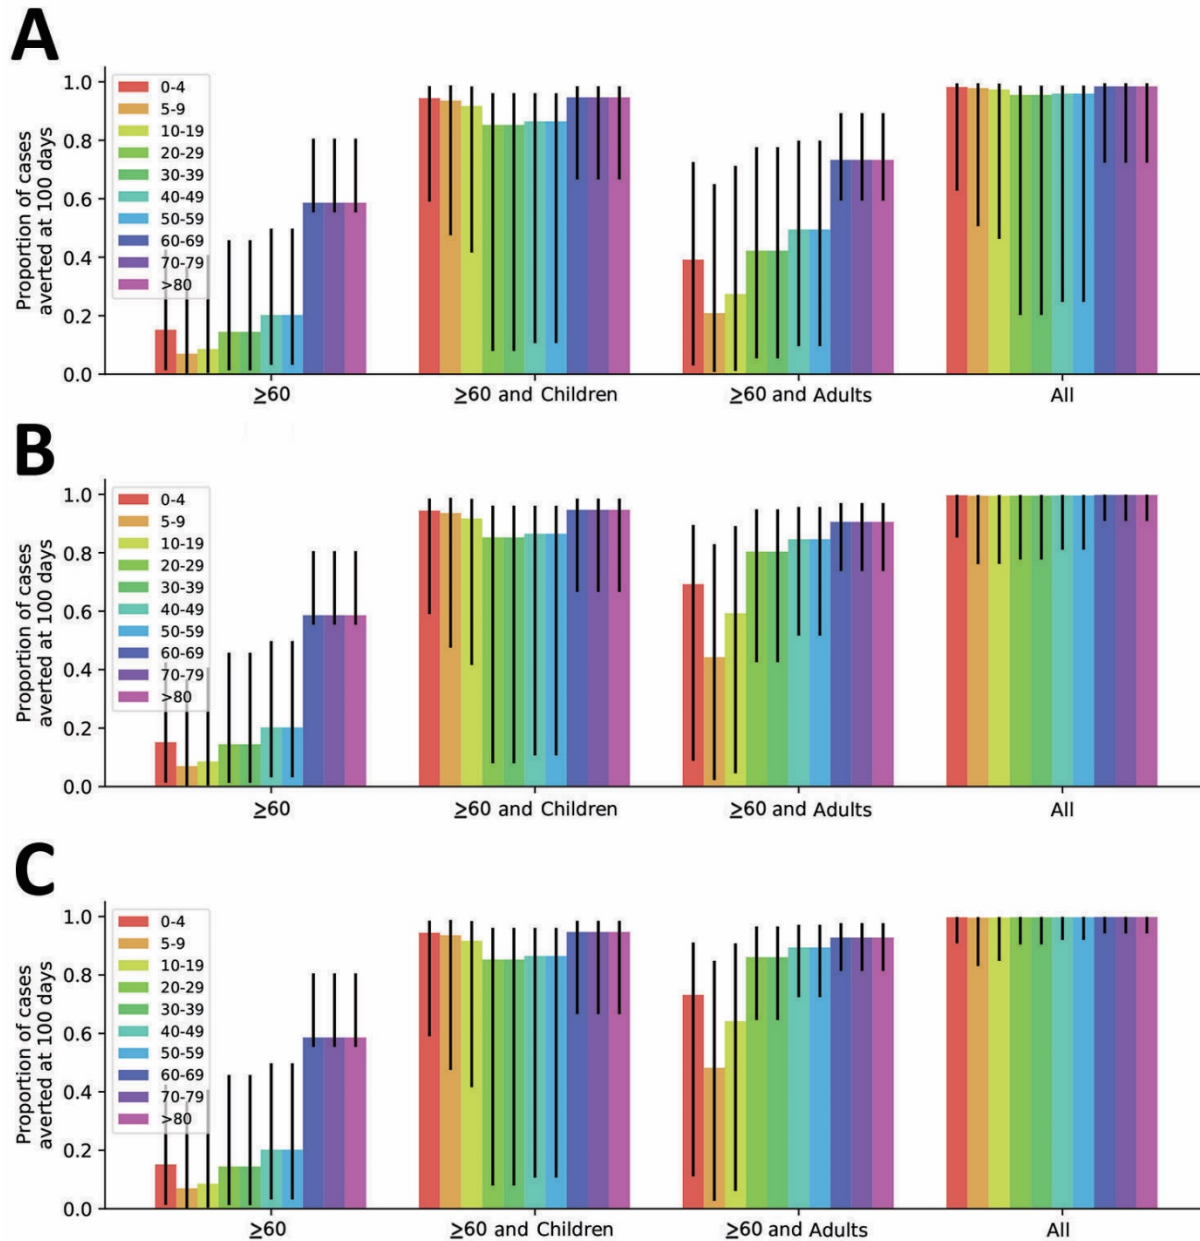 A
Proportion of cases
averted at 100 days
1.0
0.8
0.6
0.4
0.2
0.0
0-4
5-9
10-19
20-29
30-39
40-49
50-59
60-69
70-79
>80
≥60
≥60 and Children
≥60 and Adults
All
B
Proportion of cases
averted at 100 days
1.0
0.8
0.6
0.4
0.2
0.0
0-4
5-9
10-19
20-29
30-39
40-49
50-59
60-69
70-79
>80
≥60
≥60 and Children
≥60 and Adults
All
C
Proportion of cases
averted at 100 days
1.0
0.8
0.6
0.4
0.2
0.0
0-4
5-9
10-19
20-29
30-39
40-49
50-59
60-69
70-79
>80
≥60
≥60 and Children
≥60 and Adults
All